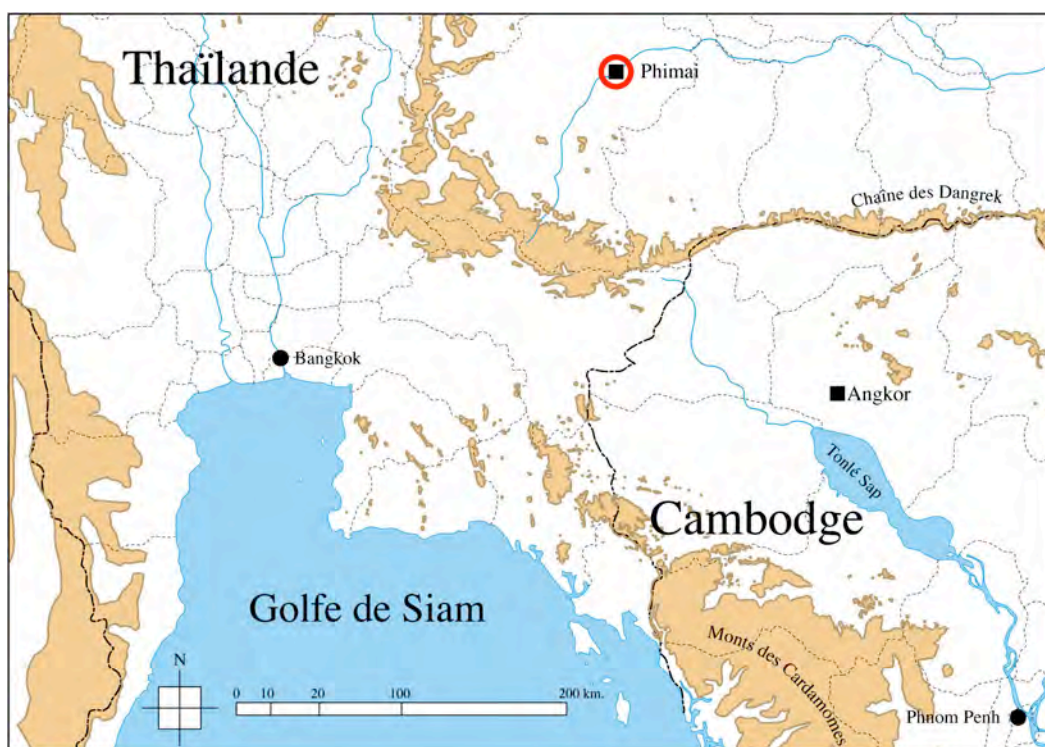 Thaïlande
Phimai
Chaîne des Dangrek
Bangkok
Angkor
Tonlé Sap
Cambodge
Golfe de Siam
Monts des Cardamomes
N
0 10 20 100 200 km.
Phnom Penh